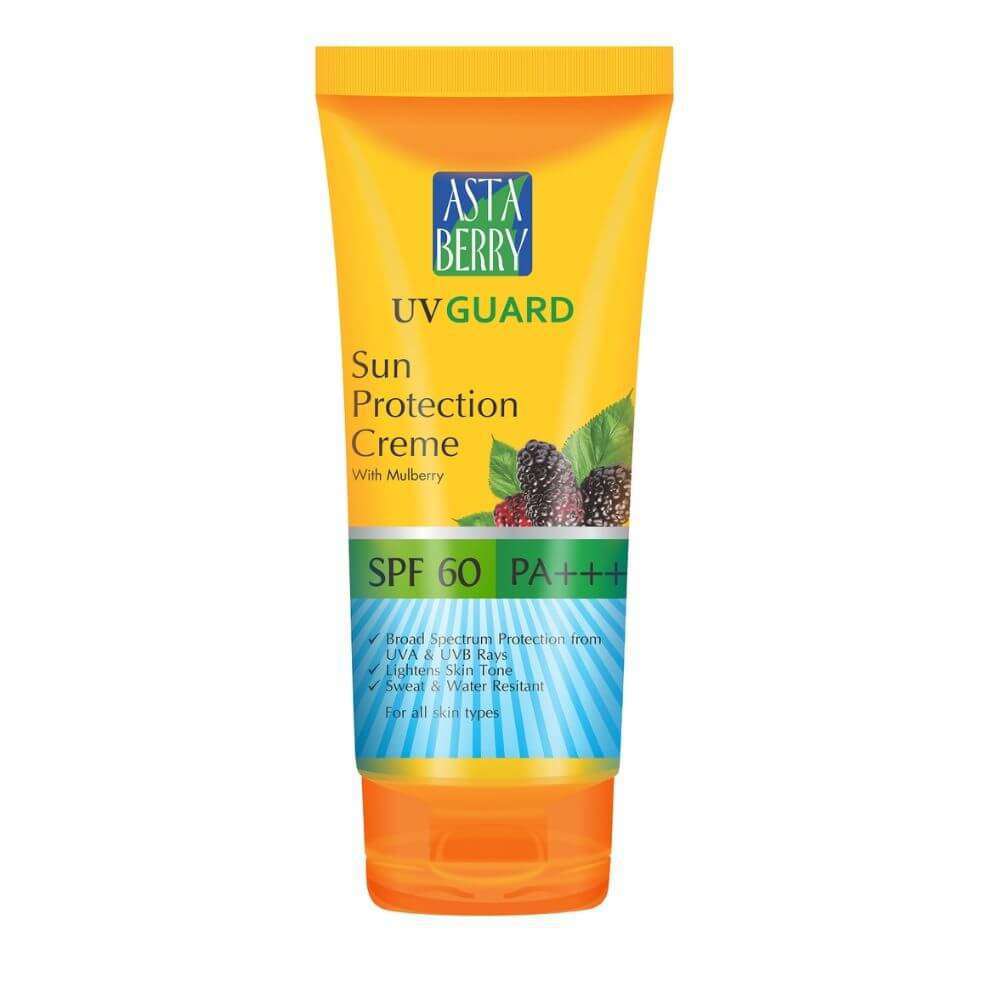 ASTA
BERRY
UV GUARD
Sun
Protection
Creme
With Mulberry
SPF 60 PA+++
✓ Broad Spectrum Protection from
UVA & UVB Rays
✓ Lightens Skin Tone
✓ Sweat & Water Resitant
For all skin types